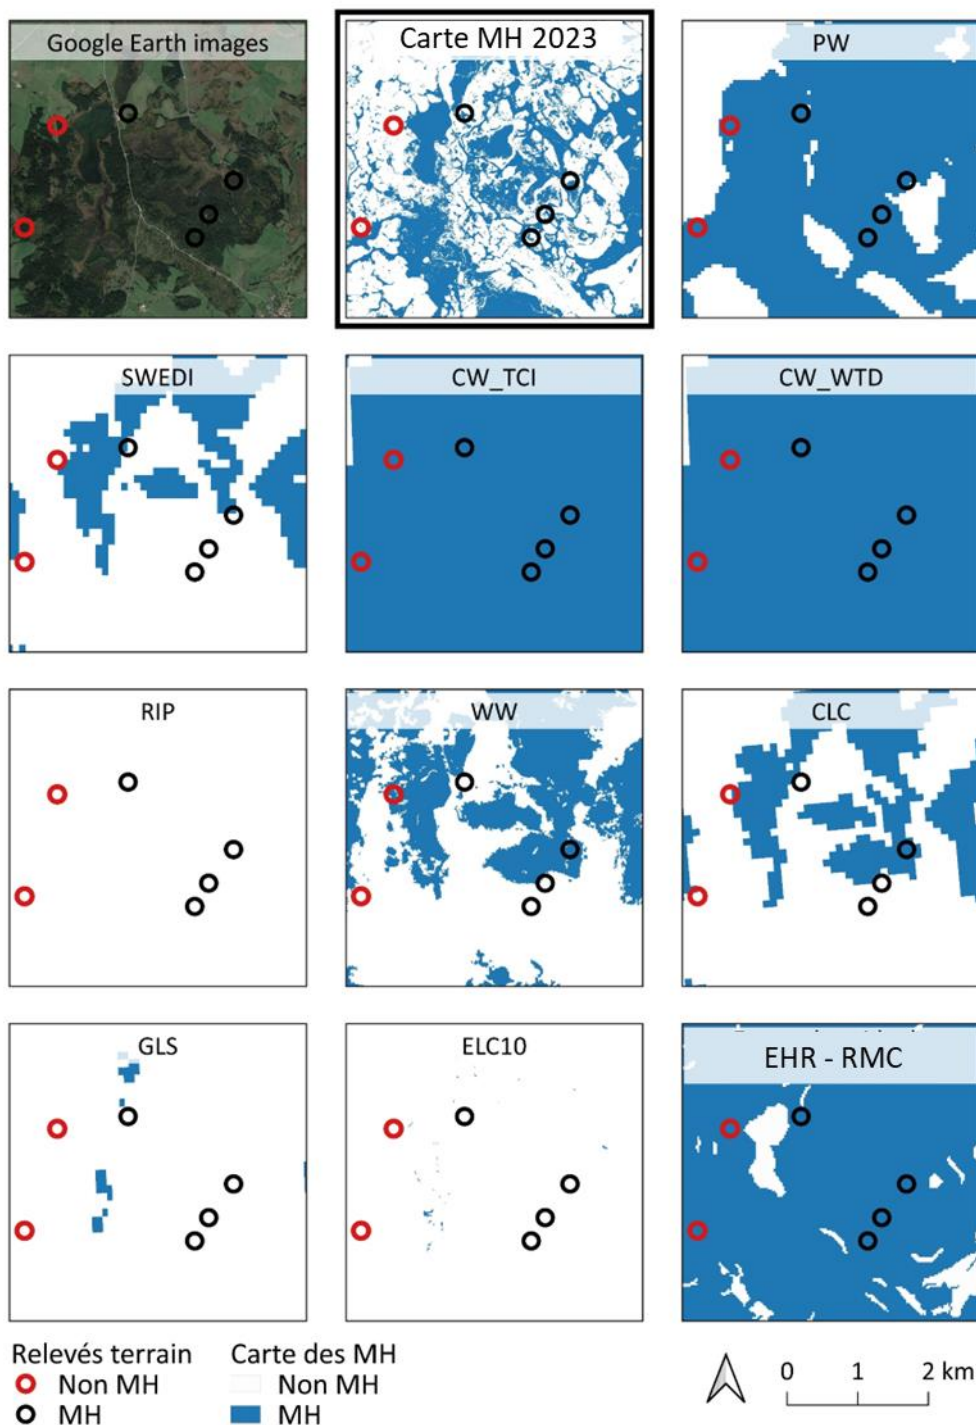 Google Earth images
Carte MH 2023
PW
SWEDI
CW_TCI
CW_WTD
RIP
WW
CLC
GLS
ELC10
EHR - RMC
Relevés terrain
Carte des MH
Non MH
Non MH
MH
MH
0 1 2 km